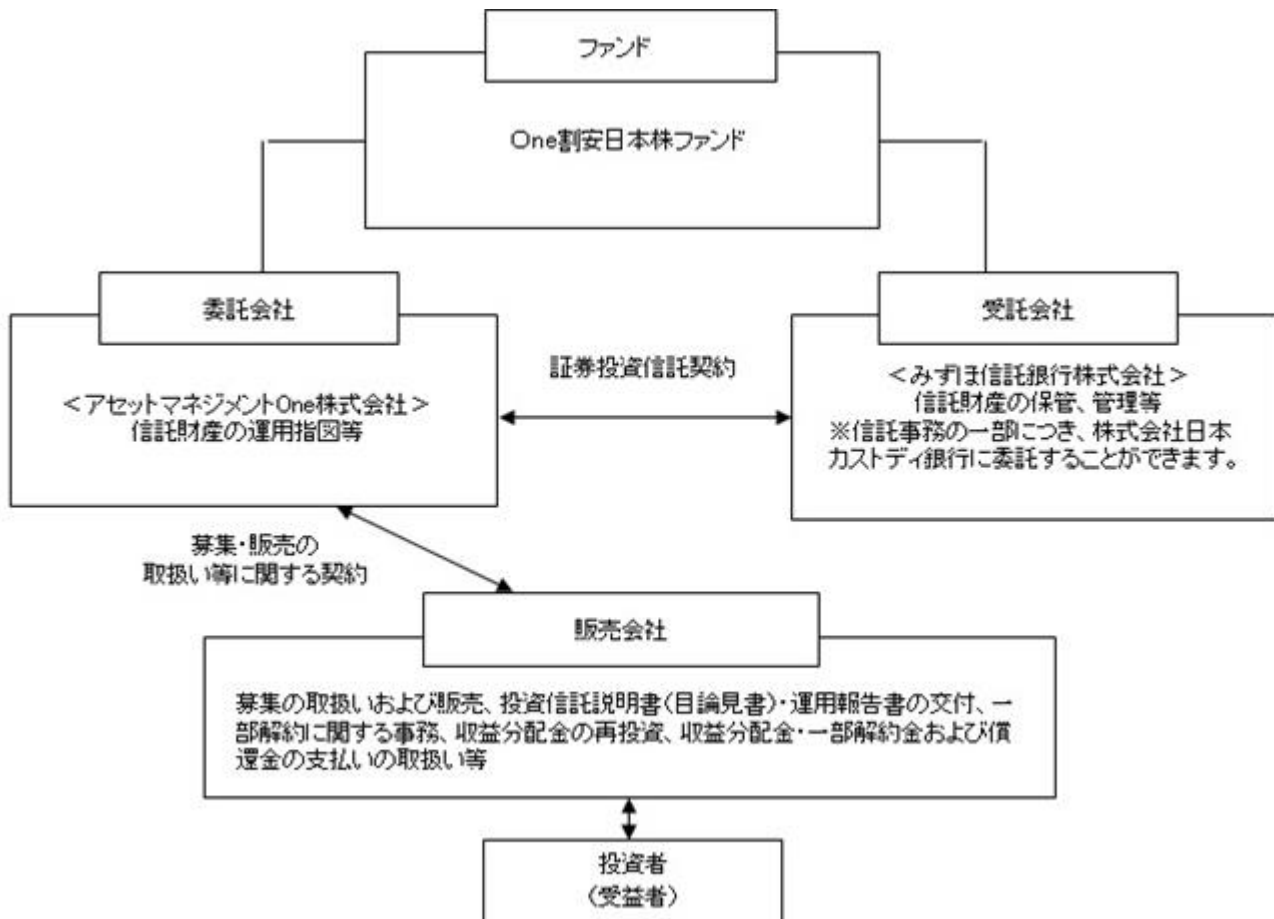 ファンド
One割安日本株ファンド
委託会社
<アセットマネジメントOne株式会社>
信託財産の運用指図等
証券投資信託契約
受託会社
<みずほ信託銀行株式会社>
信託財産の保管、管理等
※信託事務の一部につき、株式会社日本
カストディ銀行に委託することができます。
募集・販売の
取扱い等に関する契約
販売会社
募集の取扱いおよび販売、投資信託説明書(目論見書)・運用報告書の交付、一
部解約に関する事務、収益分配金の再投資、収益分配金・一部解約金および償
還金の支払いの取扱い等
投資者
(受益者)